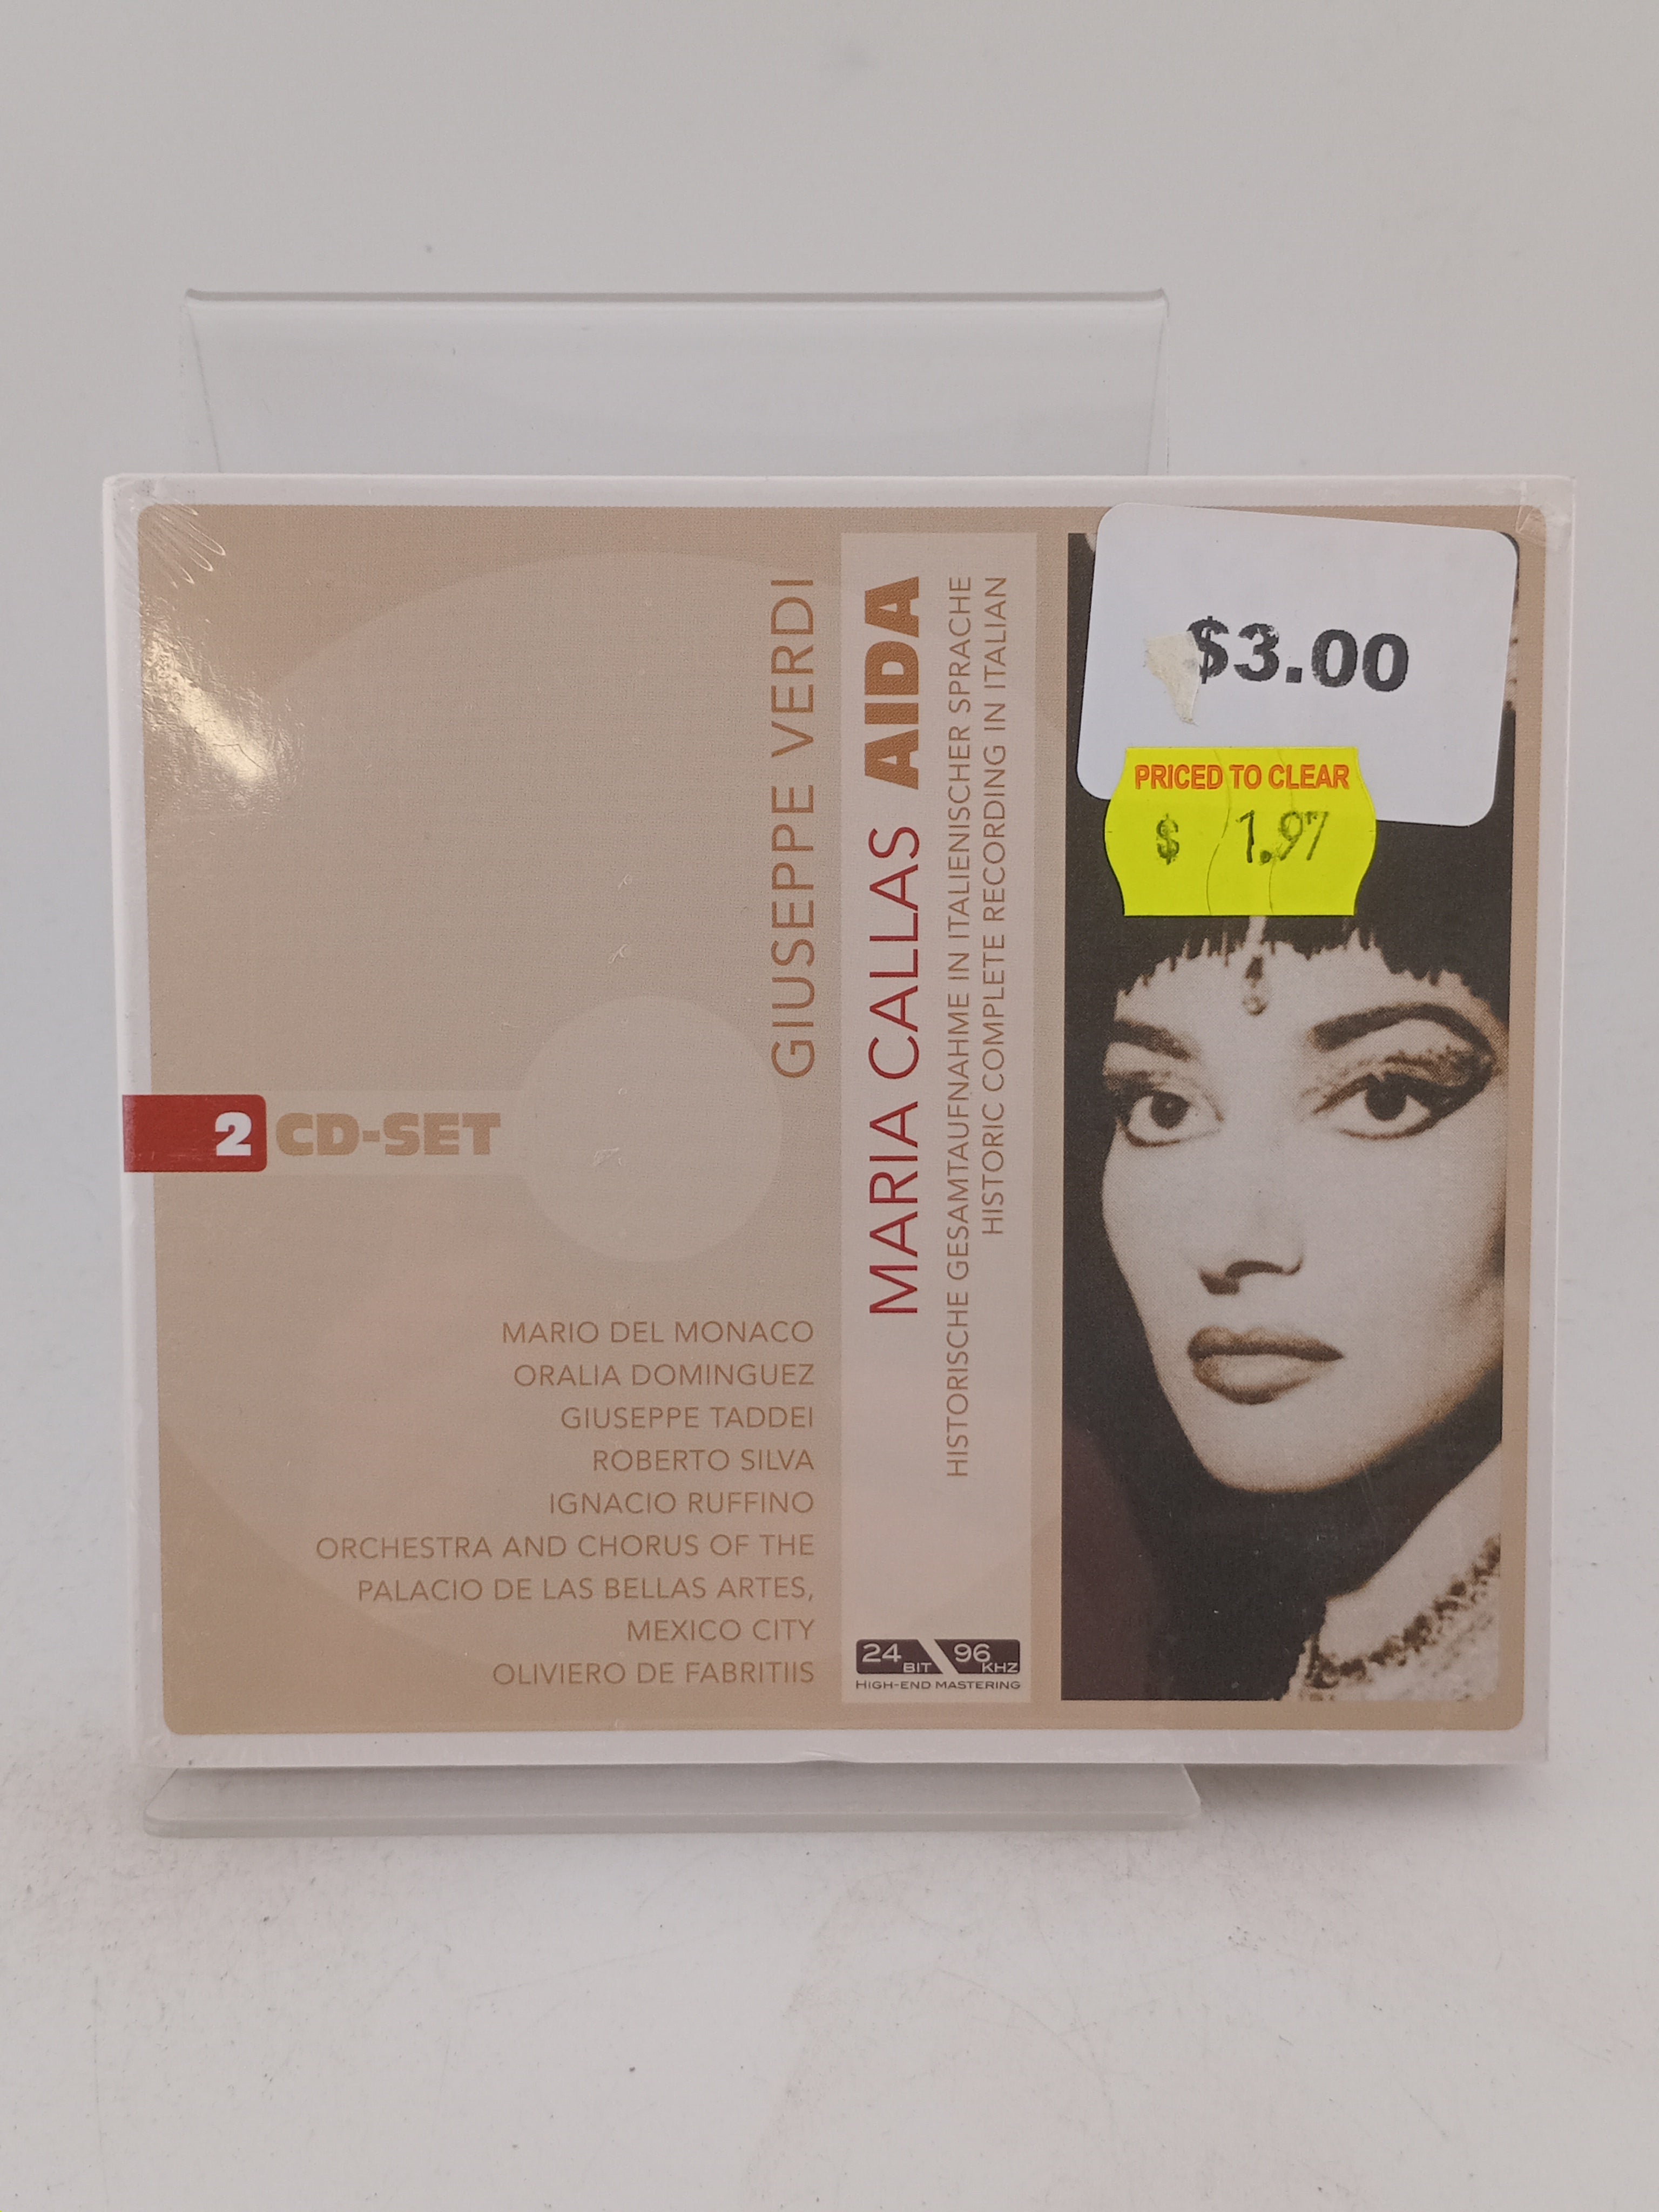 $3.00
PRICED TO CLEAR
$ 1.97
GIUSEPPE VERDI
MARIA CALLAS AIDA
HISTORISCHE GESAMTAUFNAHME IN ITALIENISCHER SPRACHE
HISTORIC COMPLETE RECORDING IN ITALIAN
2 CD-SET
MARIO DEL MONACO
ORALIA DOMINGUEZ
GIUSEPPE TADDEI
ROBERTO SILVA
IGNACIO RUFFINO
ORCHESTRA AND CHORUS OF THE
PALACIO DE LAS BELLAS ARTES,
MEXICO CITY
OLIVIERO DE FABRITIIS
24 BIT 96 KHZ
HIGH-END MASTERING